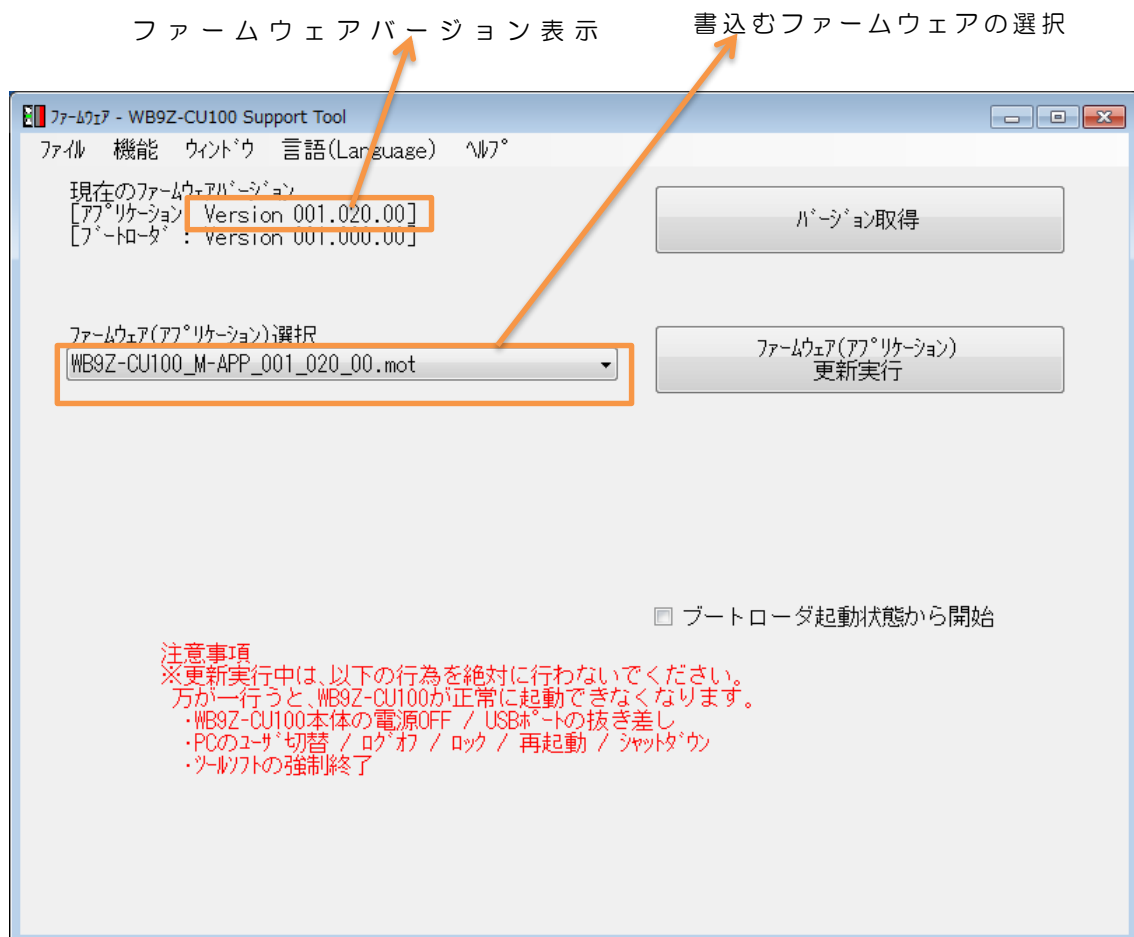 ファームウェアバージョン表示
書込むファームウェアの選択
ﾌｧｰﾑｳｪｱ - WB9Z-CU100 Support Tool
ﾌｧｲﾙ 機能 ｳｨﾝﾄﾞｳ 言語(Language) ﾍﾙﾌﾟ
現在のﾌｧｰﾑｳｪｱﾊﾞｰｼﾞｮﾝ
[ｱﾌﾟﾘｹｰｼｮﾝ Version 001.020.00]
[ﾌﾞｰﾄﾛｰﾀﾞ : Version 001.000.00]
ﾊﾞｰｼﾞｮﾝ取得
ﾌｧｰﾑｳｪｱ(ｱﾌﾟﾘｹｰｼｮﾝ)選択
WB9Z-CU100_M-APP_001_020_00.mot
ﾌｧｰﾑｳｪｱ(ｱﾌﾟﾘｹｰｼｮﾝ)
更新実行
ブートローダ起動状態から開始
注意事項
※更新実行中は、以下の行為を絶対に行わないでください。
万が一行うと、WB9Z-CU100が正常に起動できなくなります。
・WB9Z-CU100本体の電源OFF / USBﾎﾟｰﾄの抜き差し
・PCのﾕｰｻﾞ切替 / ﾛｸﾞｵﾌ / ﾛｯｸ / 再起動 / ｼｬｯﾄﾀﾞｳﾝ
・ﾂｰﾙｿﾌﾄの強制終了